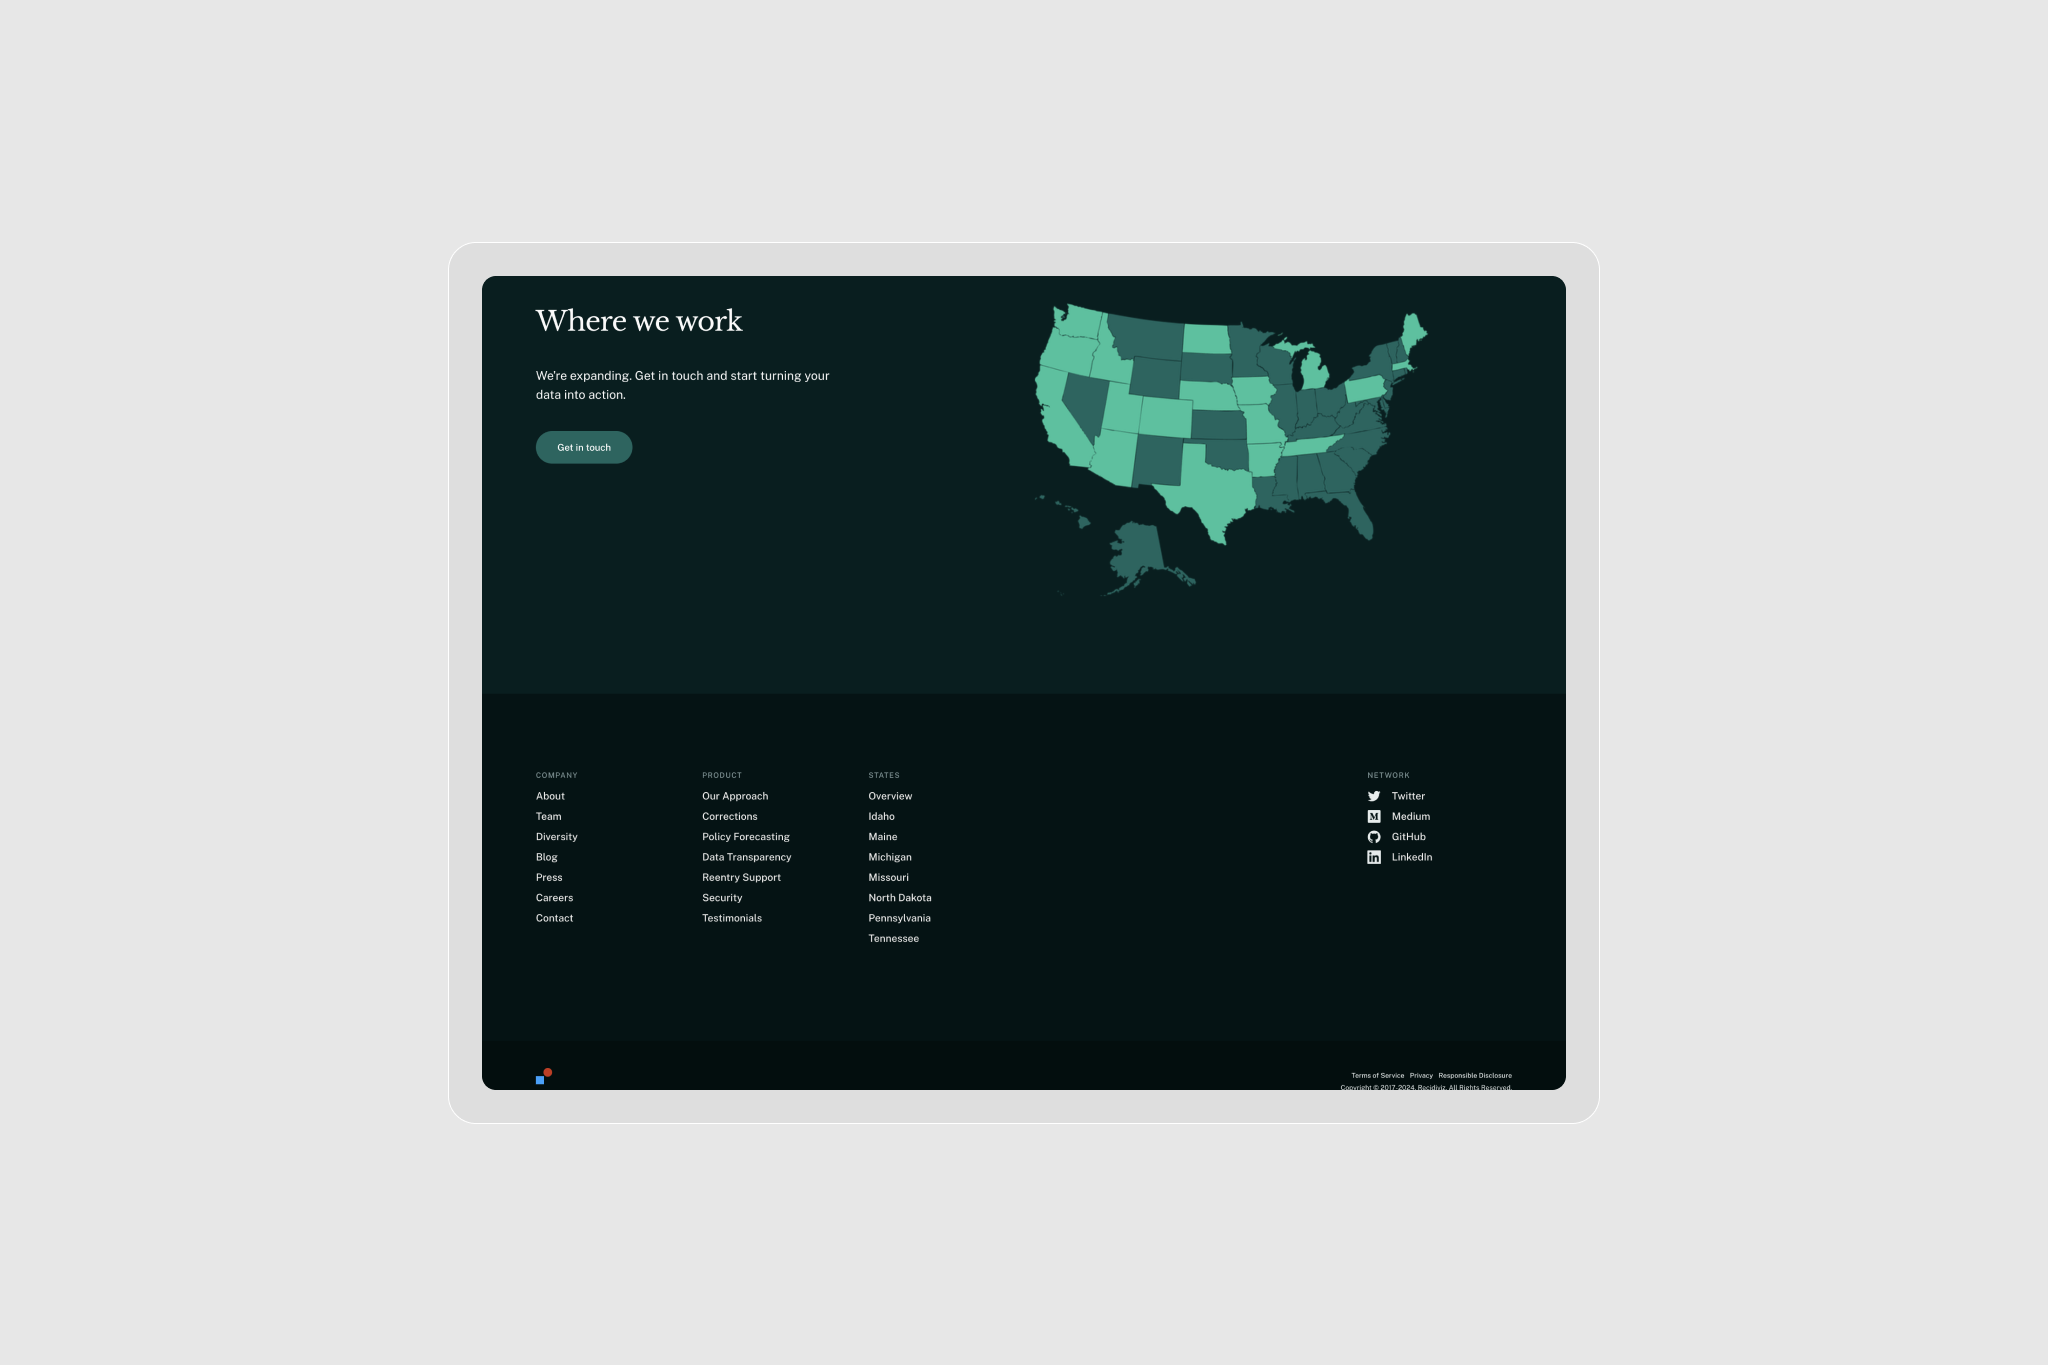 Where we work
We're expanding. Get in touch and start turning your
data into action.
Get in touch
COMPANY
About
Team
Diversity
Blog
Press
Careers
Contact
PRODUCT
Our Approach
Corrections
Policy Forecasting
Data Transparency
Reentry Support
Security
Testimonials
STATES
Overview
Idaho
Maine
Michigan
Missouri
North Dakota
Pennsylvania
Tennessee
NETWORK
Twitter
Medium
GitHub
LinkedIn
Terms of Service Privacy Responsible Disclosure
Copyright © 2017-2024, Recidiviz. All Rights Reserved.